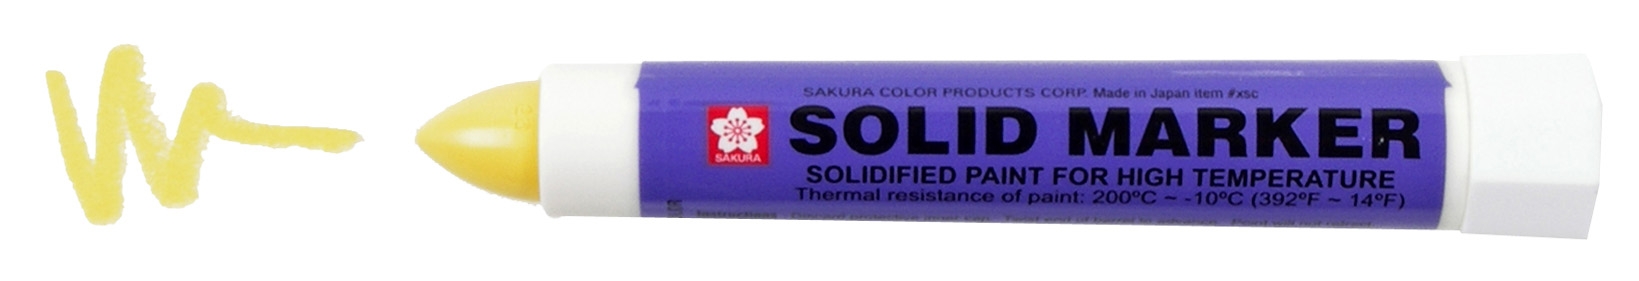 SAKURA COLOR PRODUCTS CORP. Made in Japan item #xsc
SAKURA
SOLID MARKER
SOLIDIFIED PAINT FOR HIGH TEMPERATURE
Thermal resistance of paint: 200ºC ~ -10ºC (392ºF ~ 14ºF)
Instructions